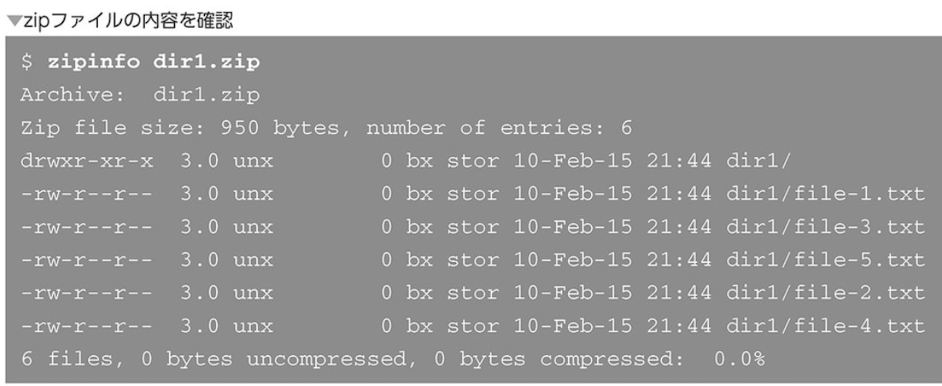 ▼zipファイルの内容を確認
$ zipinfo dir1.zip
Archive:  dir1.zip
Zip file size: 950 bytes, number of entries: 6
drwxr-xr-x  3.0 unx        0 bx stor 10-Feb-15 21:44 dir1/
-rw-r--r--  3.0 unx        0 bx stor 10-Feb-15 21:44 dir1/file-1.txt
-rw-r--r--  3.0 unx        0 bx stor 10-Feb-15 21:44 dir1/file-3.txt
-rw-r--r--  3.0 unx        0 bx stor 10-Feb-15 21:44 dir1/file-5.txt
-rw-r--r--  3.0 unx        0 bx stor 10-Feb-15 21:44 dir1/file-2.txt
-rw-r--r--  3.0 unx        0 bx stor 10-Feb-15 21:44 dir1/file-4.txt
6 files, 0 bytes uncompressed, 0 bytes compressed:  0.0%